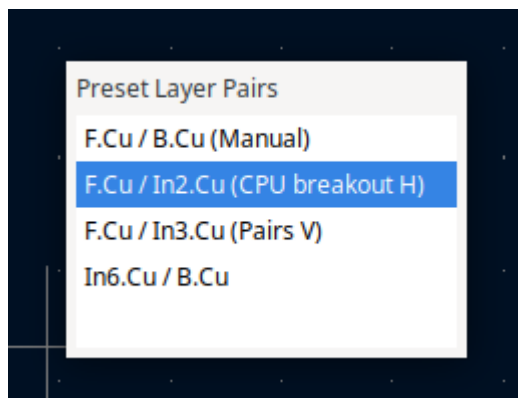 Preset Layer Pairs
F.Cu / B.Cu (Manual)
F.Cu / In2.Cu (CPU breakout H)
F.Cu / In3.Cu (Pairs V)
In6.Cu / B.Cu